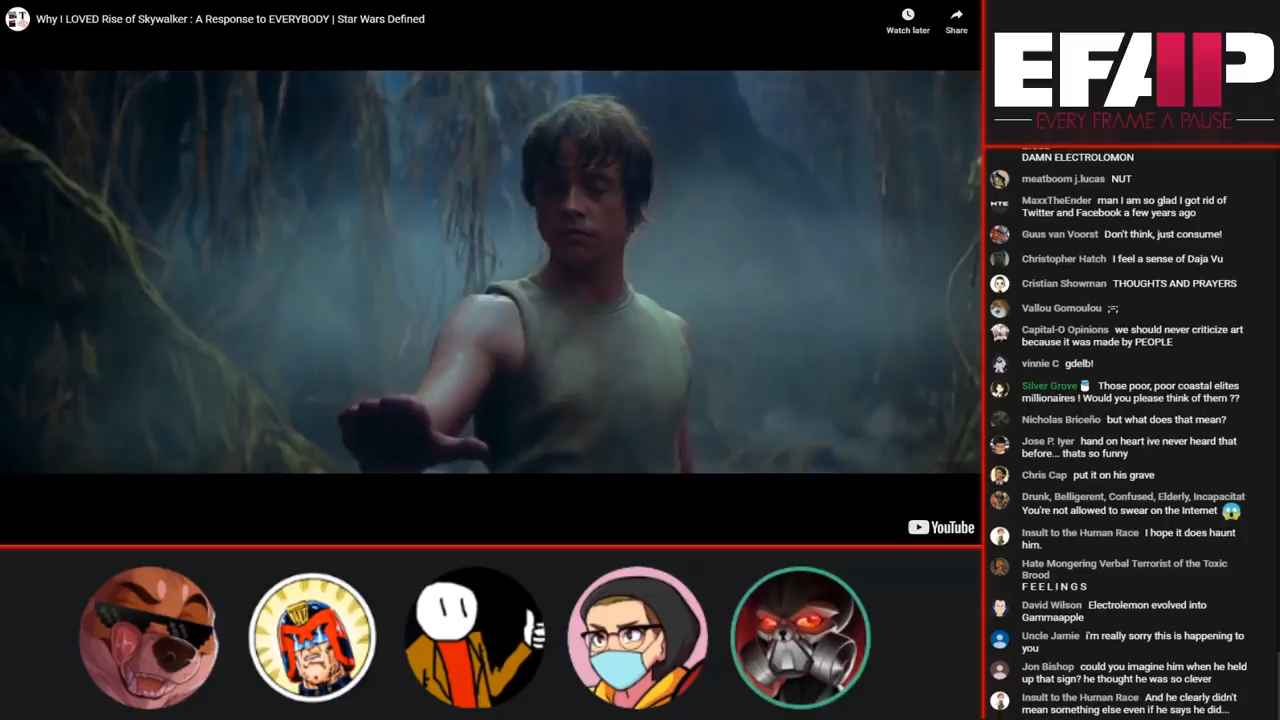 Why I LOVED Rise of Skywalker : A Response to EVERYBODY | Star Wars Defined
Watch later
Share
YouTube
EFAP
EVERY FRAME A PAUSE
DAMN ELECTROLOMON
meatboom j.lucas NUT
MTE
MaxxTheEnder man I am so glad I got rid of
Twitter and Facebook a few years ago
Guus van Voorst Don't think, just consume!
Christopher Hatch I feel a sense of Daja Vu
Cristian Showman THOUGHTS AND PRAYERS
Vallou Gomoulou ;=;
Capital-O Opinions we should never criticize art
because it was made by PEOPLE
vinnie C gdelb!
Silver Grove Those poor, poor coastal elites
millionaires ! Would you please think of them ??
Nicholas Briceño but what does that mean?
Jose P. Iyer hand on heart ive never heard that
before... thats so funny
Chris Cap put it on his grave
Drunk, Belligerent, Confused, Elderly, Incapacitat
You're not allowed to swear on the Internet 😱
Insult to the Human Race I hope it does haunt
him.
Hate Mongering Verbal Terrorist of the Toxic
Brood
F E E L I N G S
David Wilson Electrolemon evolved into
Gammaapple
Uncle Jamie i'm really sorry this is happening to
you
Jon Bishop could you imagine him when he held
up that sign? he thought he was so clever
Insult to the Human Race And he clearly didn't
mean something else even if he says he did...